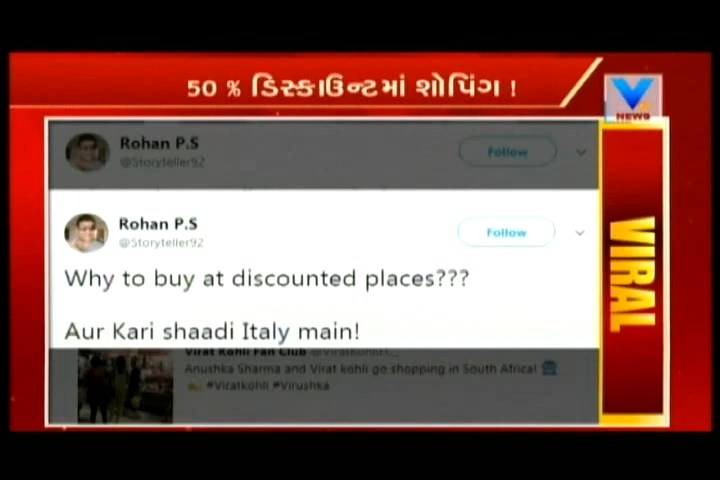 50 % ડિસ્કાઉન્ટમાં શોપિંગ !
V
NEWS
Rohan P.S
@Storyteller92
Follow
Rohan P.S
@Storyteller92
Follow
Why to buy at discounted places???
Aur Kari shaadi Italy main!
Virat Kohli Fan Club
Anushka Sharma and Virat kohli go shopping in South Africa!
#Viratkohli #Virushka
VIRAL